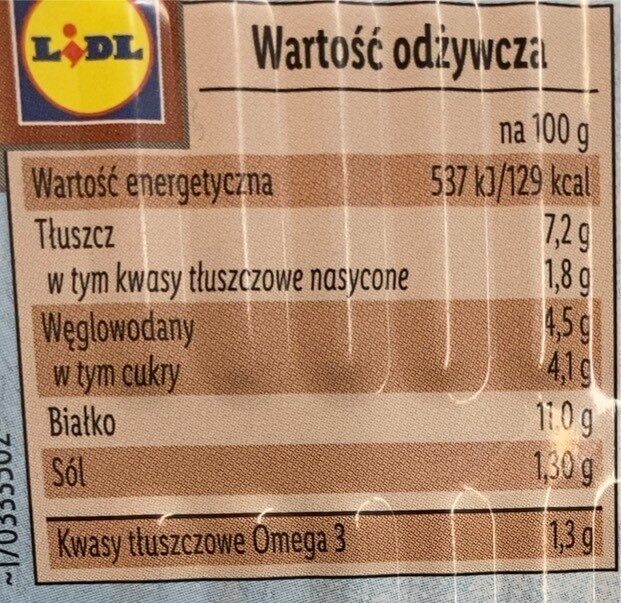 LIDL
Wartość odżywcza
na 100 g
Wartość energetyczna 537 kJ/129 kcal
Tłuszcz 7,2 g
w tym kwasy tłuszczowe nasycone 1,8 g
Węglowodany 4,5 g
w tym cukry 4,1 g
Białko 11.0 g
Sól 1,30 g
Kwasy tłuszczowe Omega 3 1,3 g